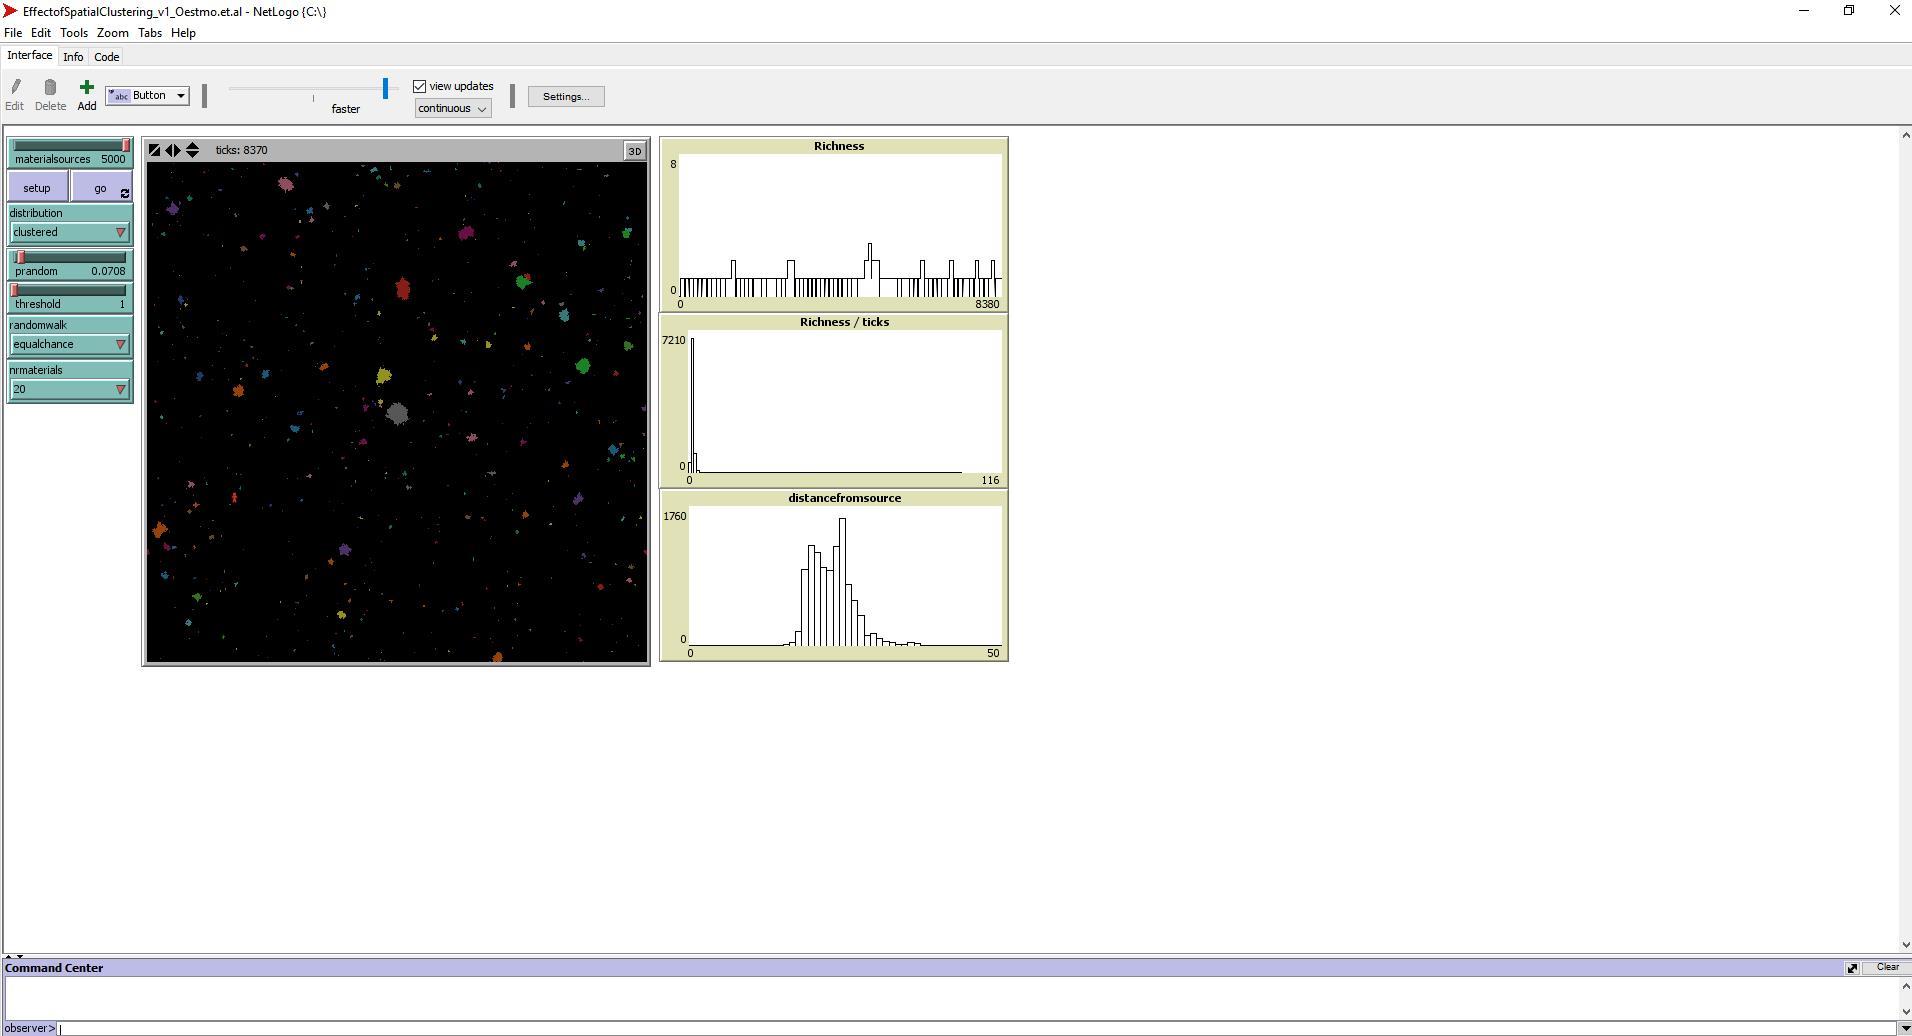 EffectofSpatialClustering_v1_Oestmo.et.al - NetLogo {C:\}
File Edit Tools Zoom Tabs Help
Interface Info Code
Edit Delete Add abc Button faster view updates continuous Settings...
materialsources 5000
setup go
distribution
clustered
prandom 0.0708
threshold 1
randomwalk
equalchance
nrmaterials
20
ticks: 8370 3D
Richness
8
0
0 8380
Richness / ticks
7210
0
0 116
distancefromsource
1760
0
0 50
Command Center Clear
observer>